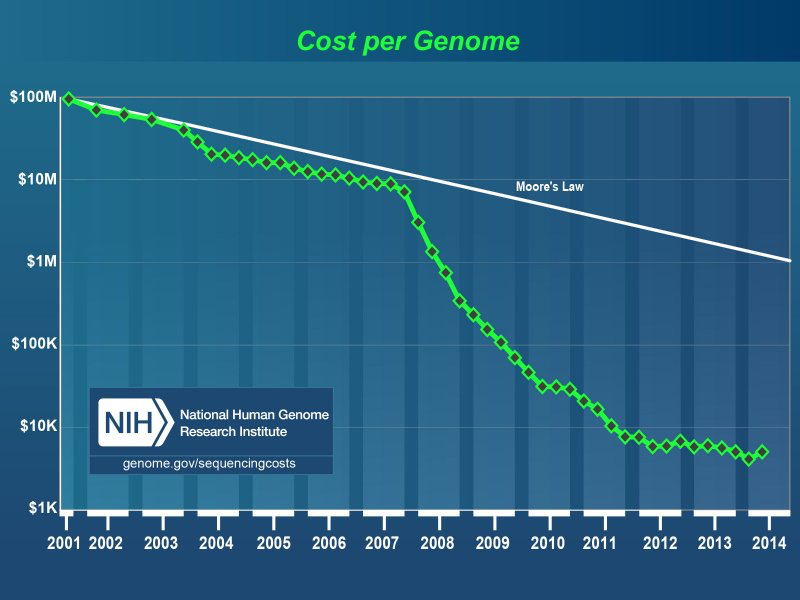 Cost per Genome
$100M
$10M
$1M
$100K
$10K
$1K
Moore's Law
NIH
National Human Genome
Research Institute
genome.gov/sequencingcosts
2001 2002 2003 2004 2005 2006 2007 2008 2009 2010 2011 2012 2013 2014